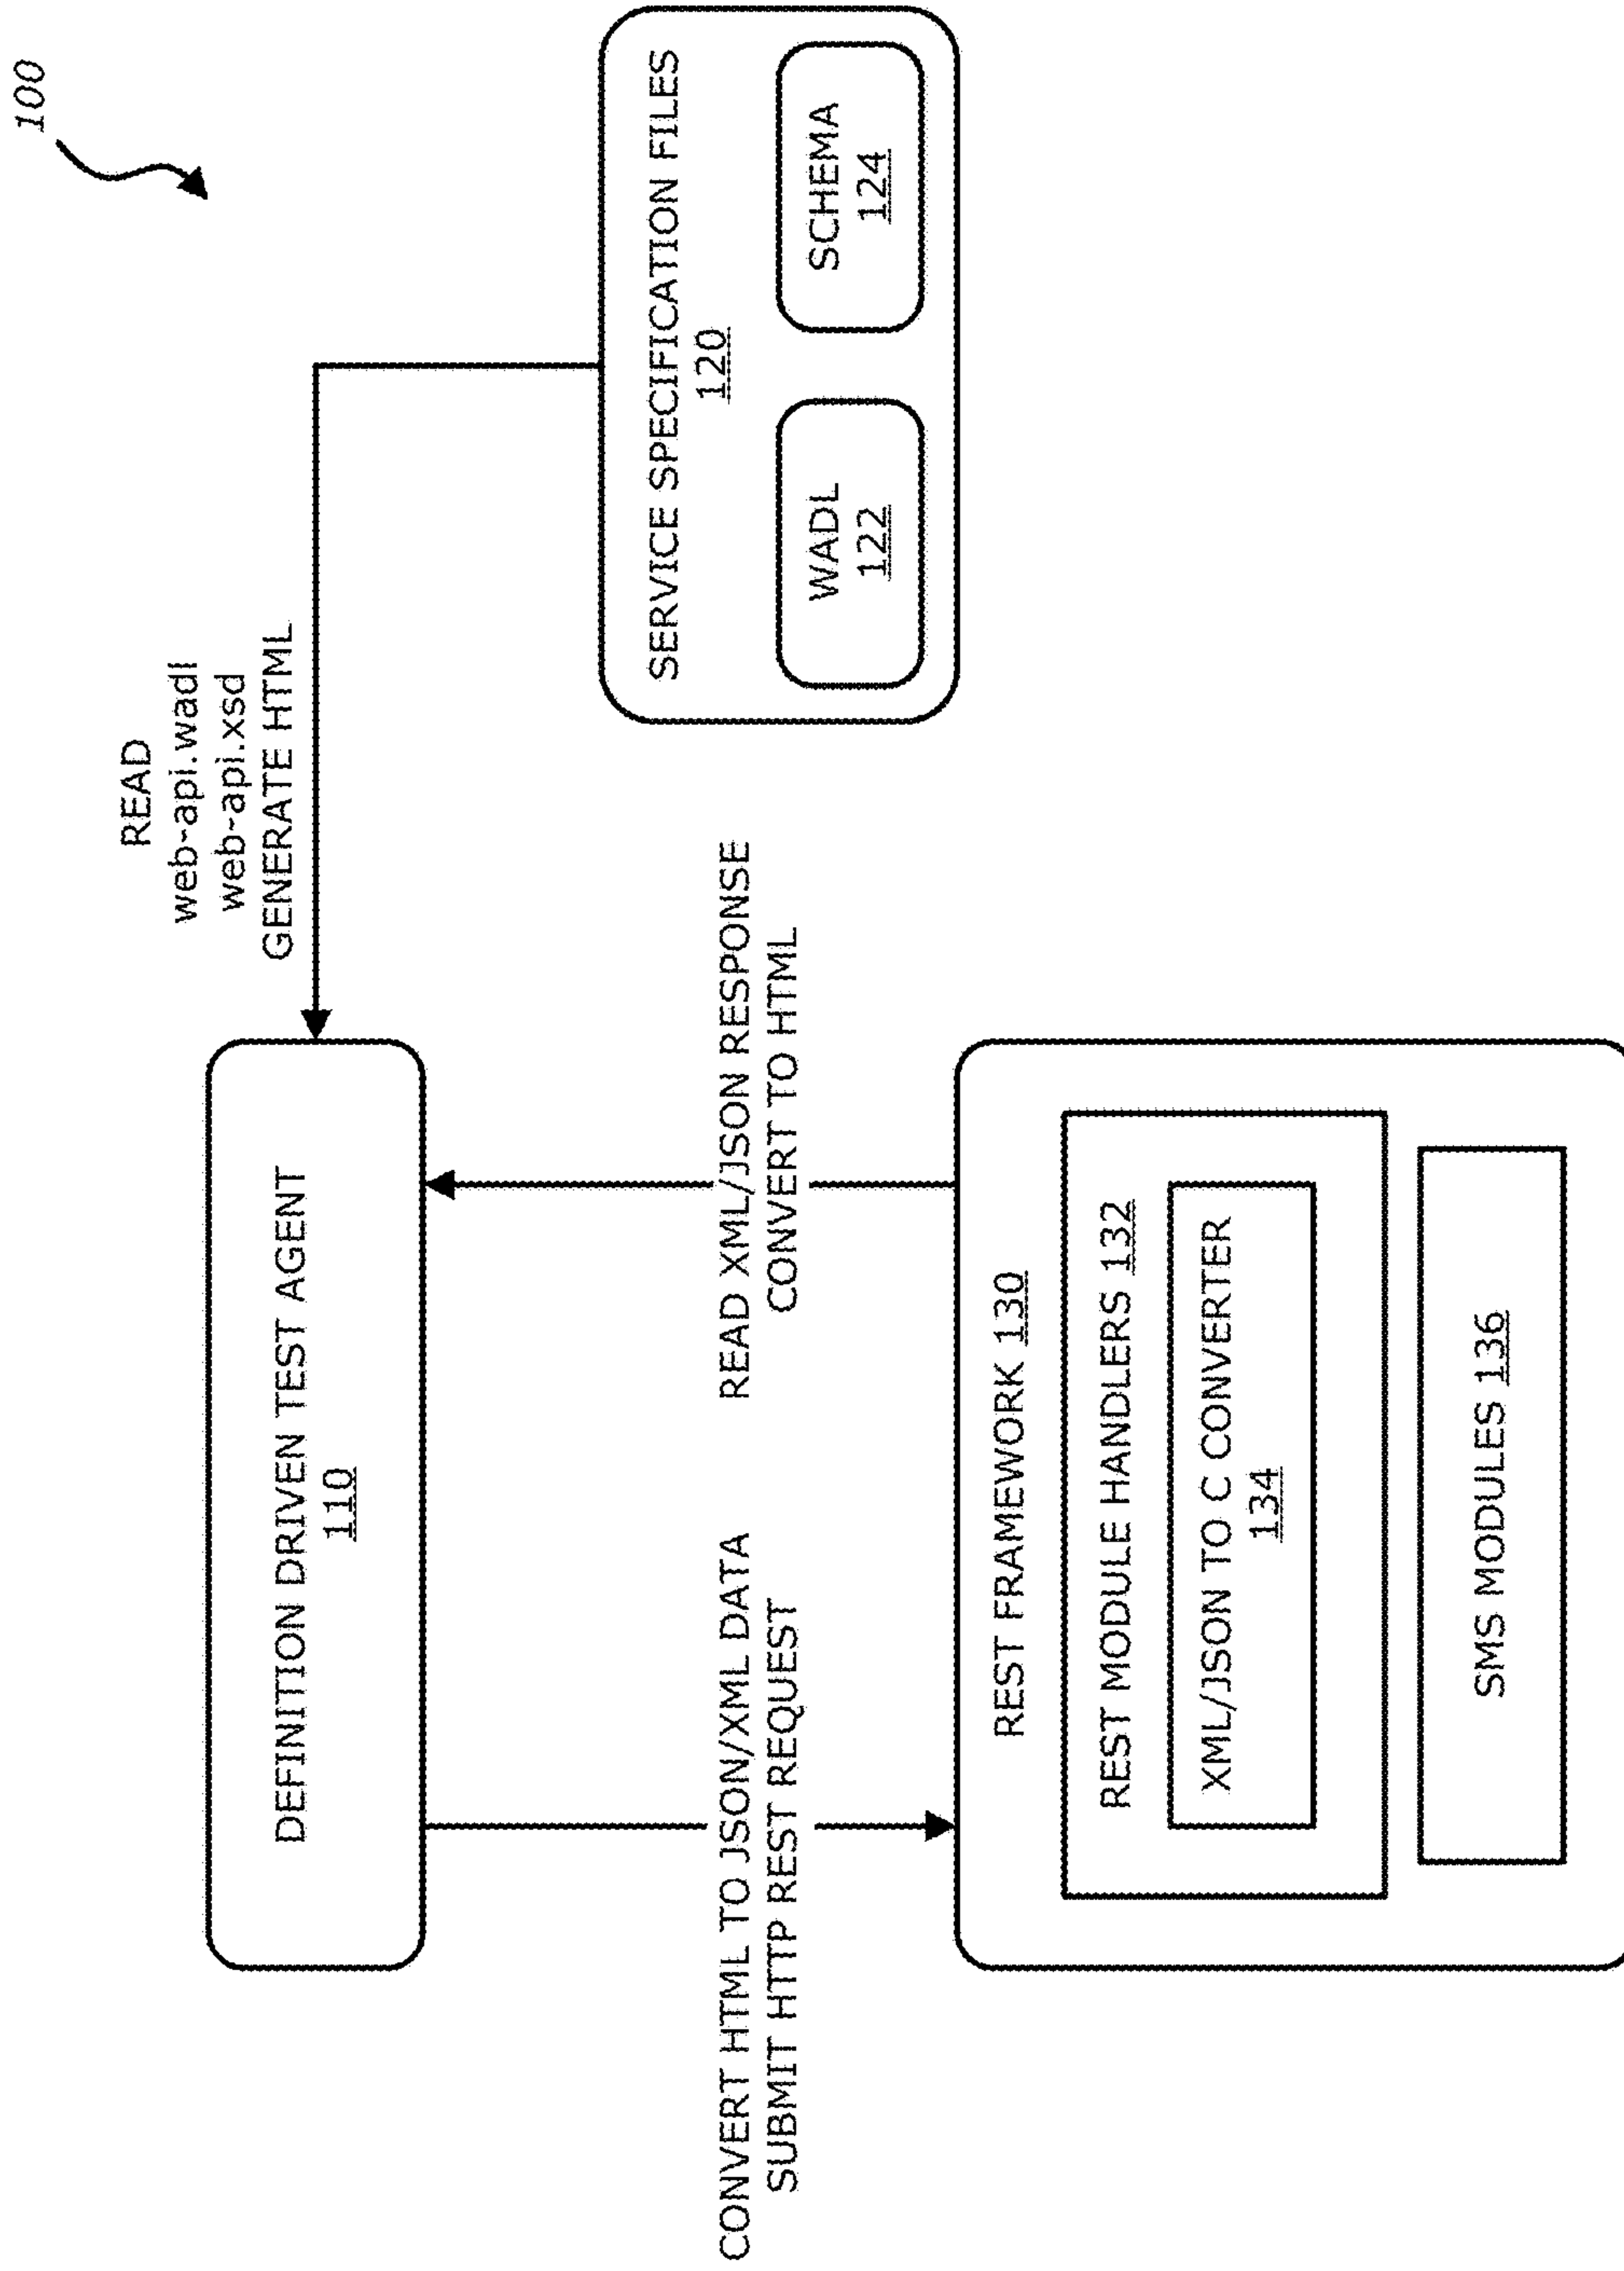 100
READ
web-api.wadl
web-api.xsd
GENERATE HTML
DEFINITION DRIVEN TEST AGENT
110
SERVICE SPECIFICATION FILES
120
WADL
122
SCHEMA
124
CONVERT HTML TO JSON/XML DATA
SUBMIT HTTP REST REQUEST
READ XML/JSON RESPONSE
CONVERT TO HTML
REST FRAMEWORK 130
REST MODULE HANDLERS 132
XML/JSON TO C CONVERTER
134
SMS MODULES 136